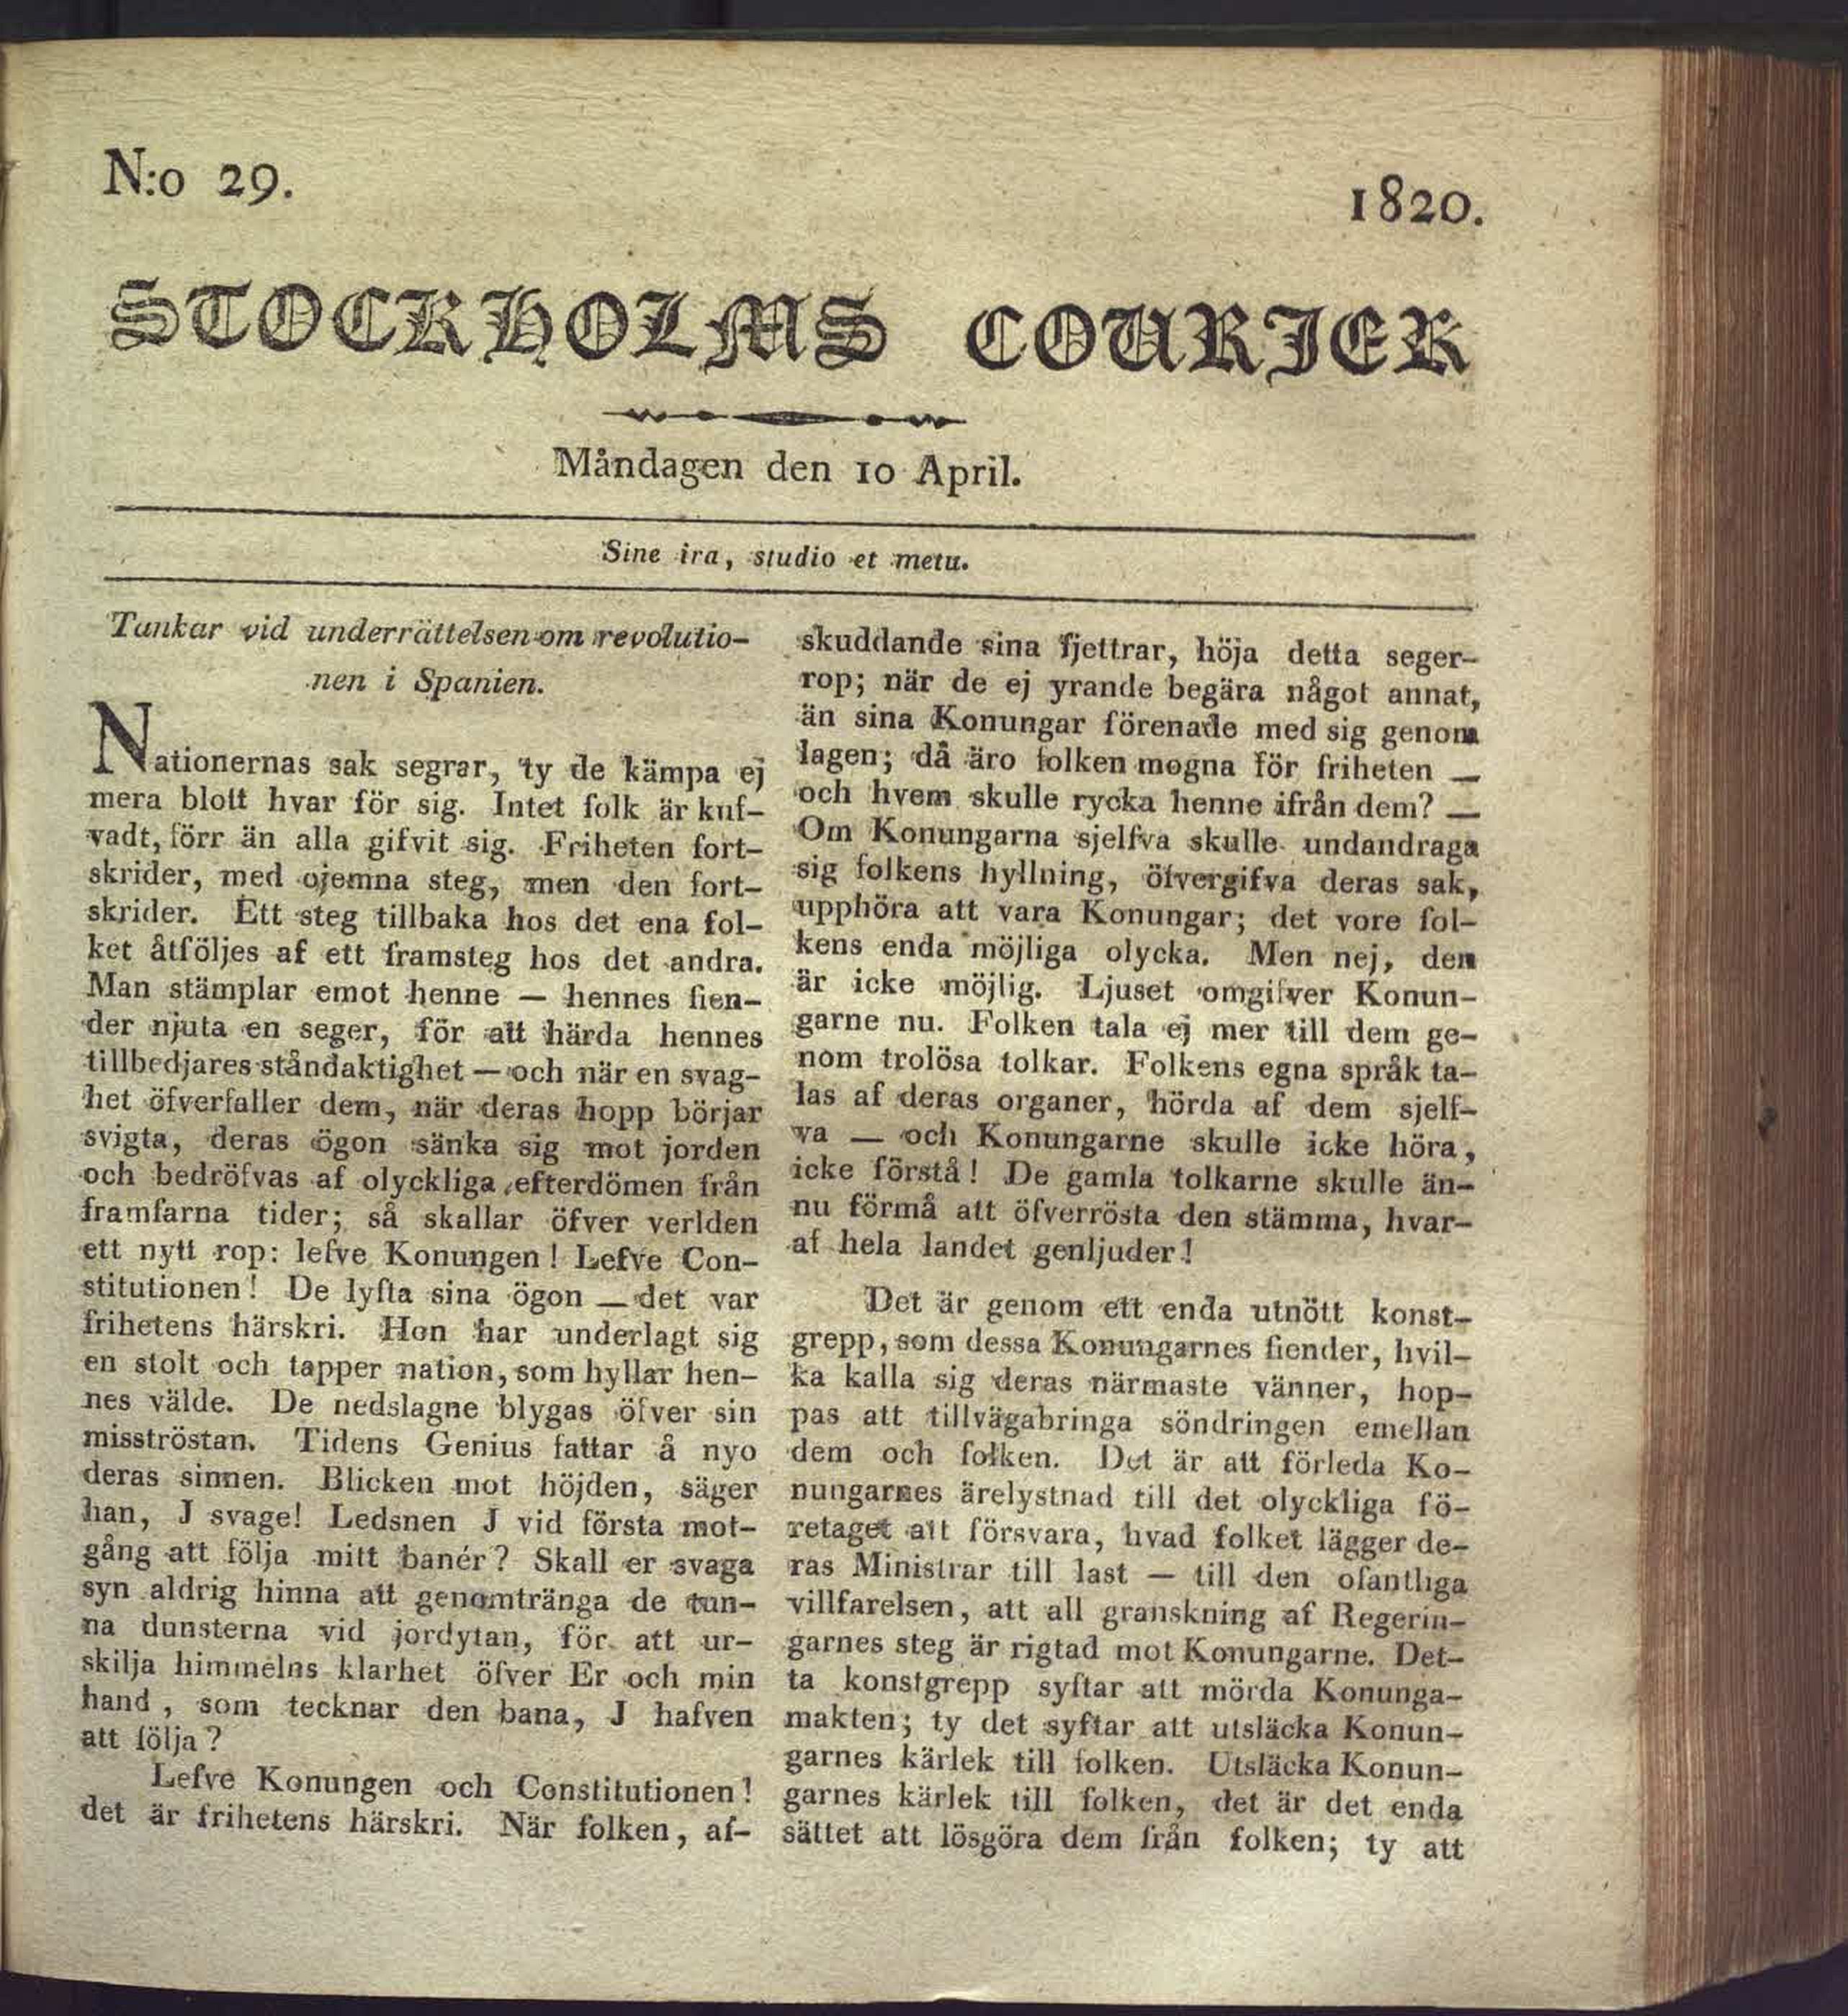 N:o 29.
1820.
STOCKHOLMS COURIER
Måndagen den 10 April.
Sine ira, studio et metu.
Tankar vid underrättelsen om revolutio-
nen i Spanien.
Nationernas sak segrar, ty de kämpa ej
mera blott hvar för sig. Intet folk är kuf-
vadt, förr än alla gifvit sig. Friheten fort-
skrider, med ojemna steg, men den fort-
skrider. Ett steg tillbaka hos det ena fol-
ket åtföljes af ett framsteg hos det andra.
Man stämplar emot henne — hennes fien-
der njuta en seger, för att härda hennes
tillbedjares ståndaktighet — och när en svag-
het öfverfaller dem, när deras hopp börjar
svigta, deras ögon sänka sig mot jorden
och bedröfvas af olyckliga efterdömen från
framfarna tider; så skallar öfver verlden
ett nytt rop: lefve Konungen! Lefve Con-
stitutionen! De lyfta sina ögon — det var
frihetens härskri. Hon har underlagt sig
en stolt och tapper nation, som hyllar hen-
nes välde. De nedslagne blygas öfver sin
misströstan. Tidens Genius fattar å nyo
deras sinnen. Blicken mot höjden, säger
han, J svage! Ledsnen J vid första mot-
gång att följa mitt banér? Skall er svaga
syn aldrig hinna att genomtränga de tun-
na dunsterna vid jordytan, för att ur-
skilja himmelns klarhet öfver Er och min
hand, som tecknar den bana, J hafven
att följa?
Lefve Konungen och Constitutionen!
det är frihetens härskri. När folken, af-
skuddande sina fjettrar, höja detta seger-
rop; när de ej yrande begära något annat,
än sina Konungar förenade med sig genom
lagen; då äro folken mogna för friheten —
och hvem skulle rycka henne ifrån dem? —
Om Konungarna sjelfva skulle undandraga
sig folkens hyllning, öfvergifva deras sak,
upphöra att vara Konungar; det vore fol-
kens enda möjliga olycka. Men nej, den
är icke möjlig. Ljuset omgifver Konun-
garne nu. Folken tala ej mer till dem ge-
nom trolösa tolkar. Folkens egna språk ta-
las af deras organer, hörda af dem sjelf-
va — och Konungarne skulle icke höra,
icke förstå! De gamla tolkarne skulle än-
nu förmå att öfverrösta den stämma, hvar-
af hela landet genljuder!
Det är genom ett enda utnött konst-
grepp, som dessa Konungarnes fiender, hvil-
ka kalla sig deras närmaste vänner, hop-
pas att tillvägabringa söndringen emellan
dem och folken. Det är att förleda Ko-
nungarnes ärelystnad till det olyckliga fö-
retaget att försvara, hvad folket lägger de-
ras Ministrar till last — till den ofantliga
villfarelsen, att all granskning af Regerin-
garnes steg är rigtad mot Konungarne. Det-
ta konstgrepp syftar att mörda Konunga-
makten; ty det syftar att utsläcka Konun-
garnes kärlek till folken. Utsläcka Konun-
garnes kärlek till folken, det är det enda
sättet att lösgöra dem från folken; ty att